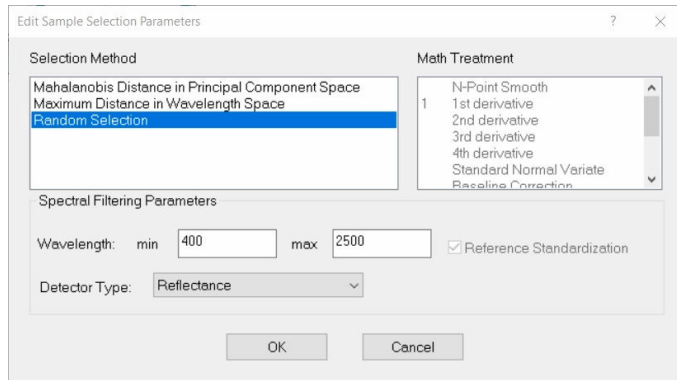 Edit Sample Selection Parameters ? ×
Selection Method
Mahalanobis Distance in Principal Component Space
Maximum Distance in Wavelength Space
Random Selection
Math Treatment
N-Point Smooth
1 1st derivative
2nd derivative
3rd derivative
4th derivative
Standard Normal Variate
Baseline Correction
Spectral Filtering Parameters
Wavelength: min 400 max 2500 Reference Standardization
Detector Type: Reflectance
OK Cancel